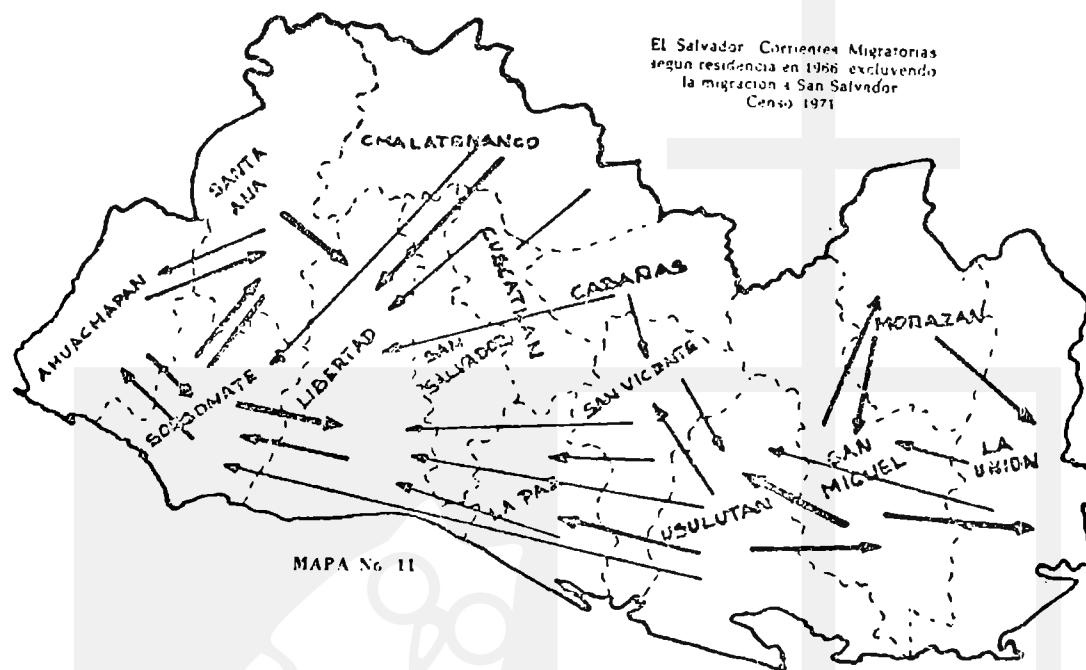 El Salvador Corrientes Migratorias
segun residencia en 1966 excluyendo
la migracion a San Salvador
Censo 1971
CHALATENANGO
SANTA
ANA
CUSCATLAN
CABAÑAS
AHUACHAPAN
MORAZAN
LIBERTAD
SAN
SALVADOR
SAN VICENTE
SONSONATE
SAN
MIGUEL
LA
UNION
LA PAZ
USULUTAN
MAPA No 11